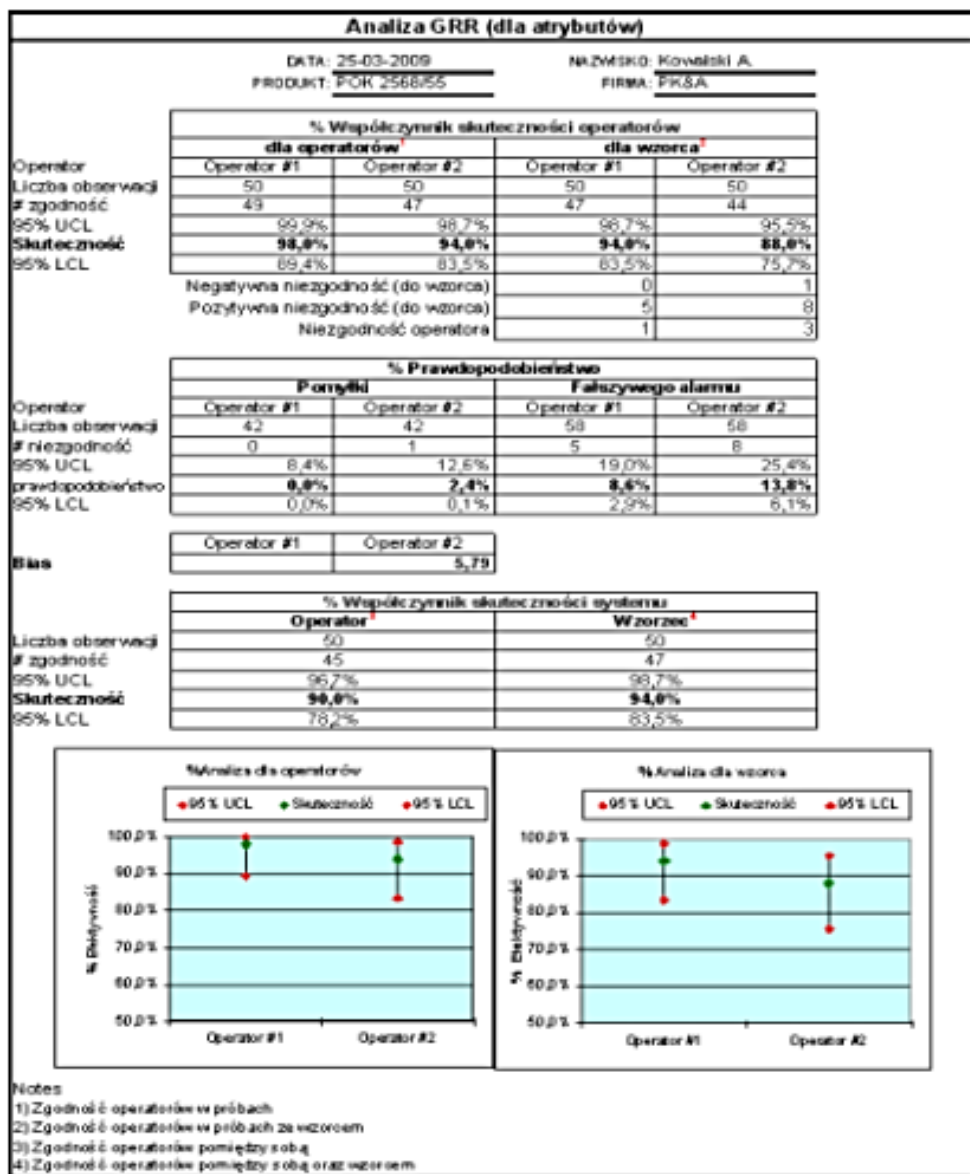 Analiza GRR (dla atrybutów)
DATA: 25-03-2009 NAZWISKO: Kowalski A.
PRODUKT: POK 2568/55 FIRMA: PK&A
% Współczynnik skuteczności operatorów
dla operatorów1 dla wzorca2
Operator Operator #1 Operator #2 Operator #1 Operator #2
Liczba obserwacji 50 50 50 50
# zgodność 49 47 47 44
95% UCL 99,9% 98,7% 98,7% 95,5%
Skuteczność 98,0% 94,0% 94,0% 88,0%
95% LCL 89,4% 83,5% 83,5% 75,7%
Negatywna niezgodność (do wzorca) 0 1
Pozytywna niezgodność (do wzorca) 5 8
Niezgodność operatora 1 3
% Prawdopodobieństwo
Pomyłki Fałszywego alarmu
Operator Operator #1 Operator #2 Operator #1 Operator #2
Liczba obserwacji 42 42 58 58
# niezgodność 0 1 5 8
95% UCL 8,4% 12,6% 19,0% 25,4%
prawdopodobieństwo 0,0% 2,4% 8,6% 13,8%
95% LCL 0,0% 0,1% 2,9% 6,1%
Operator #1 Operator #2
Bias 5,79
% Współczynnik skuteczności systemu
Operator3 Wzorzec4
Liczba obserwacji 50 50
# zgodność 45 47
95% UCL 96,7% 98,7%
Skuteczność 90,0% 94,0%
95% LCL 78,2% 83,5%
%Analiza dla operatorów
95% UCL Skuteczność 95% LCL
% Efektywność
100,0%
90,0%
80,0%
70,0%
60,0%
50,0%
Operator #1 Operator #2
% Analiza dla wzorca
95% UCL Skuteczność 95% LCL
% Efektywność
100,0%
90,0%
80,0%
70,0%
60,0%
50,0%
Operator #1 Operator #2
Notes
1) Zgodność operatorów w próbach
2) Zgodność operatorów w próbach ze wzorcem
3) Zgodność operatorów pomiędzy sobą
4) Zgodność operatorów pomiędzy sobą oraz wzorcem